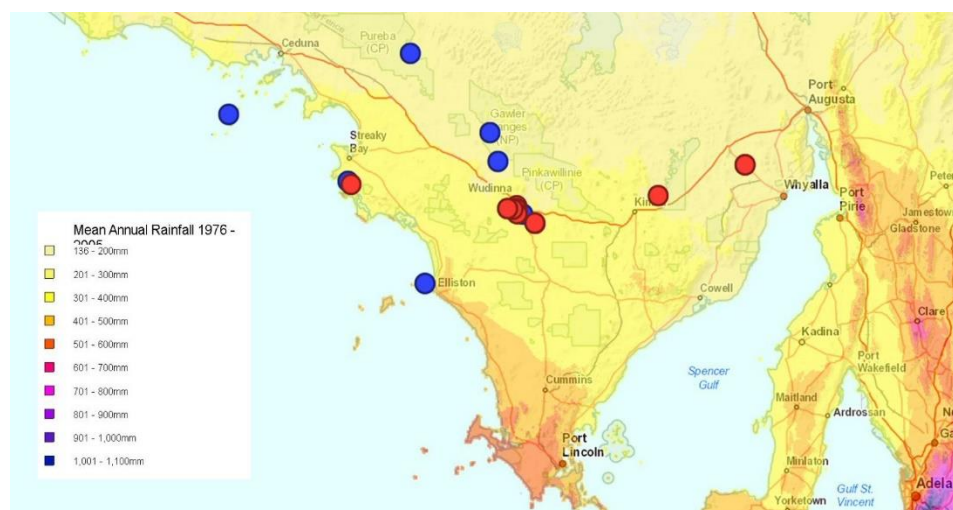 Ceduna
Pureba
(CP)
Port
Augusta
Gawler
Ranges
(NP)
Streaky
Bay
Pinkawillinie
(CP)
Wudinna
Whyalla
Port
Pirie
Jamestown
Gladstone
Elliston
Cowell
Clare
Kadina
Port
Wakefield
Spencer
Gulf
Cummins
Maitland
Ardrossan
Port
Lincoln
Minlaton
Gulf St.
Vincent
Yorketown
Mean Annual Rainfall 1976 -
2005
136 - 200mm
201 - 300mm
301 - 400mm
401 - 500mm
501 - 600mm
601 - 700mm
701 - 800mm
801 - 900mm
901 - 1,000mm
1,001 - 1,100mm